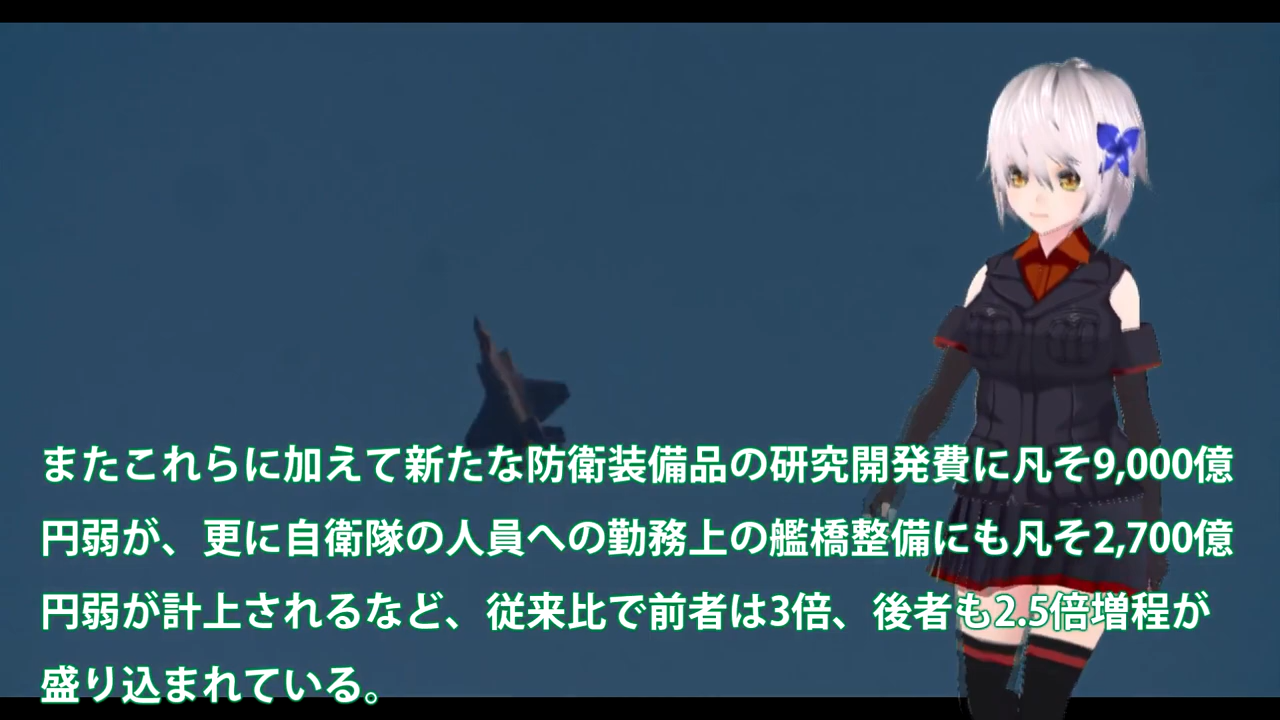 またこれらに加えて新たな防衛装備品の研究開発費に凡そ9,000億
円弱が、更に自衛隊の人員への勤務上の艦橋整備にも凡そ2,700億
円弱が計上されるなど、従来比で前者は3倍、後者も2.5倍増程が
盛り込まれている。